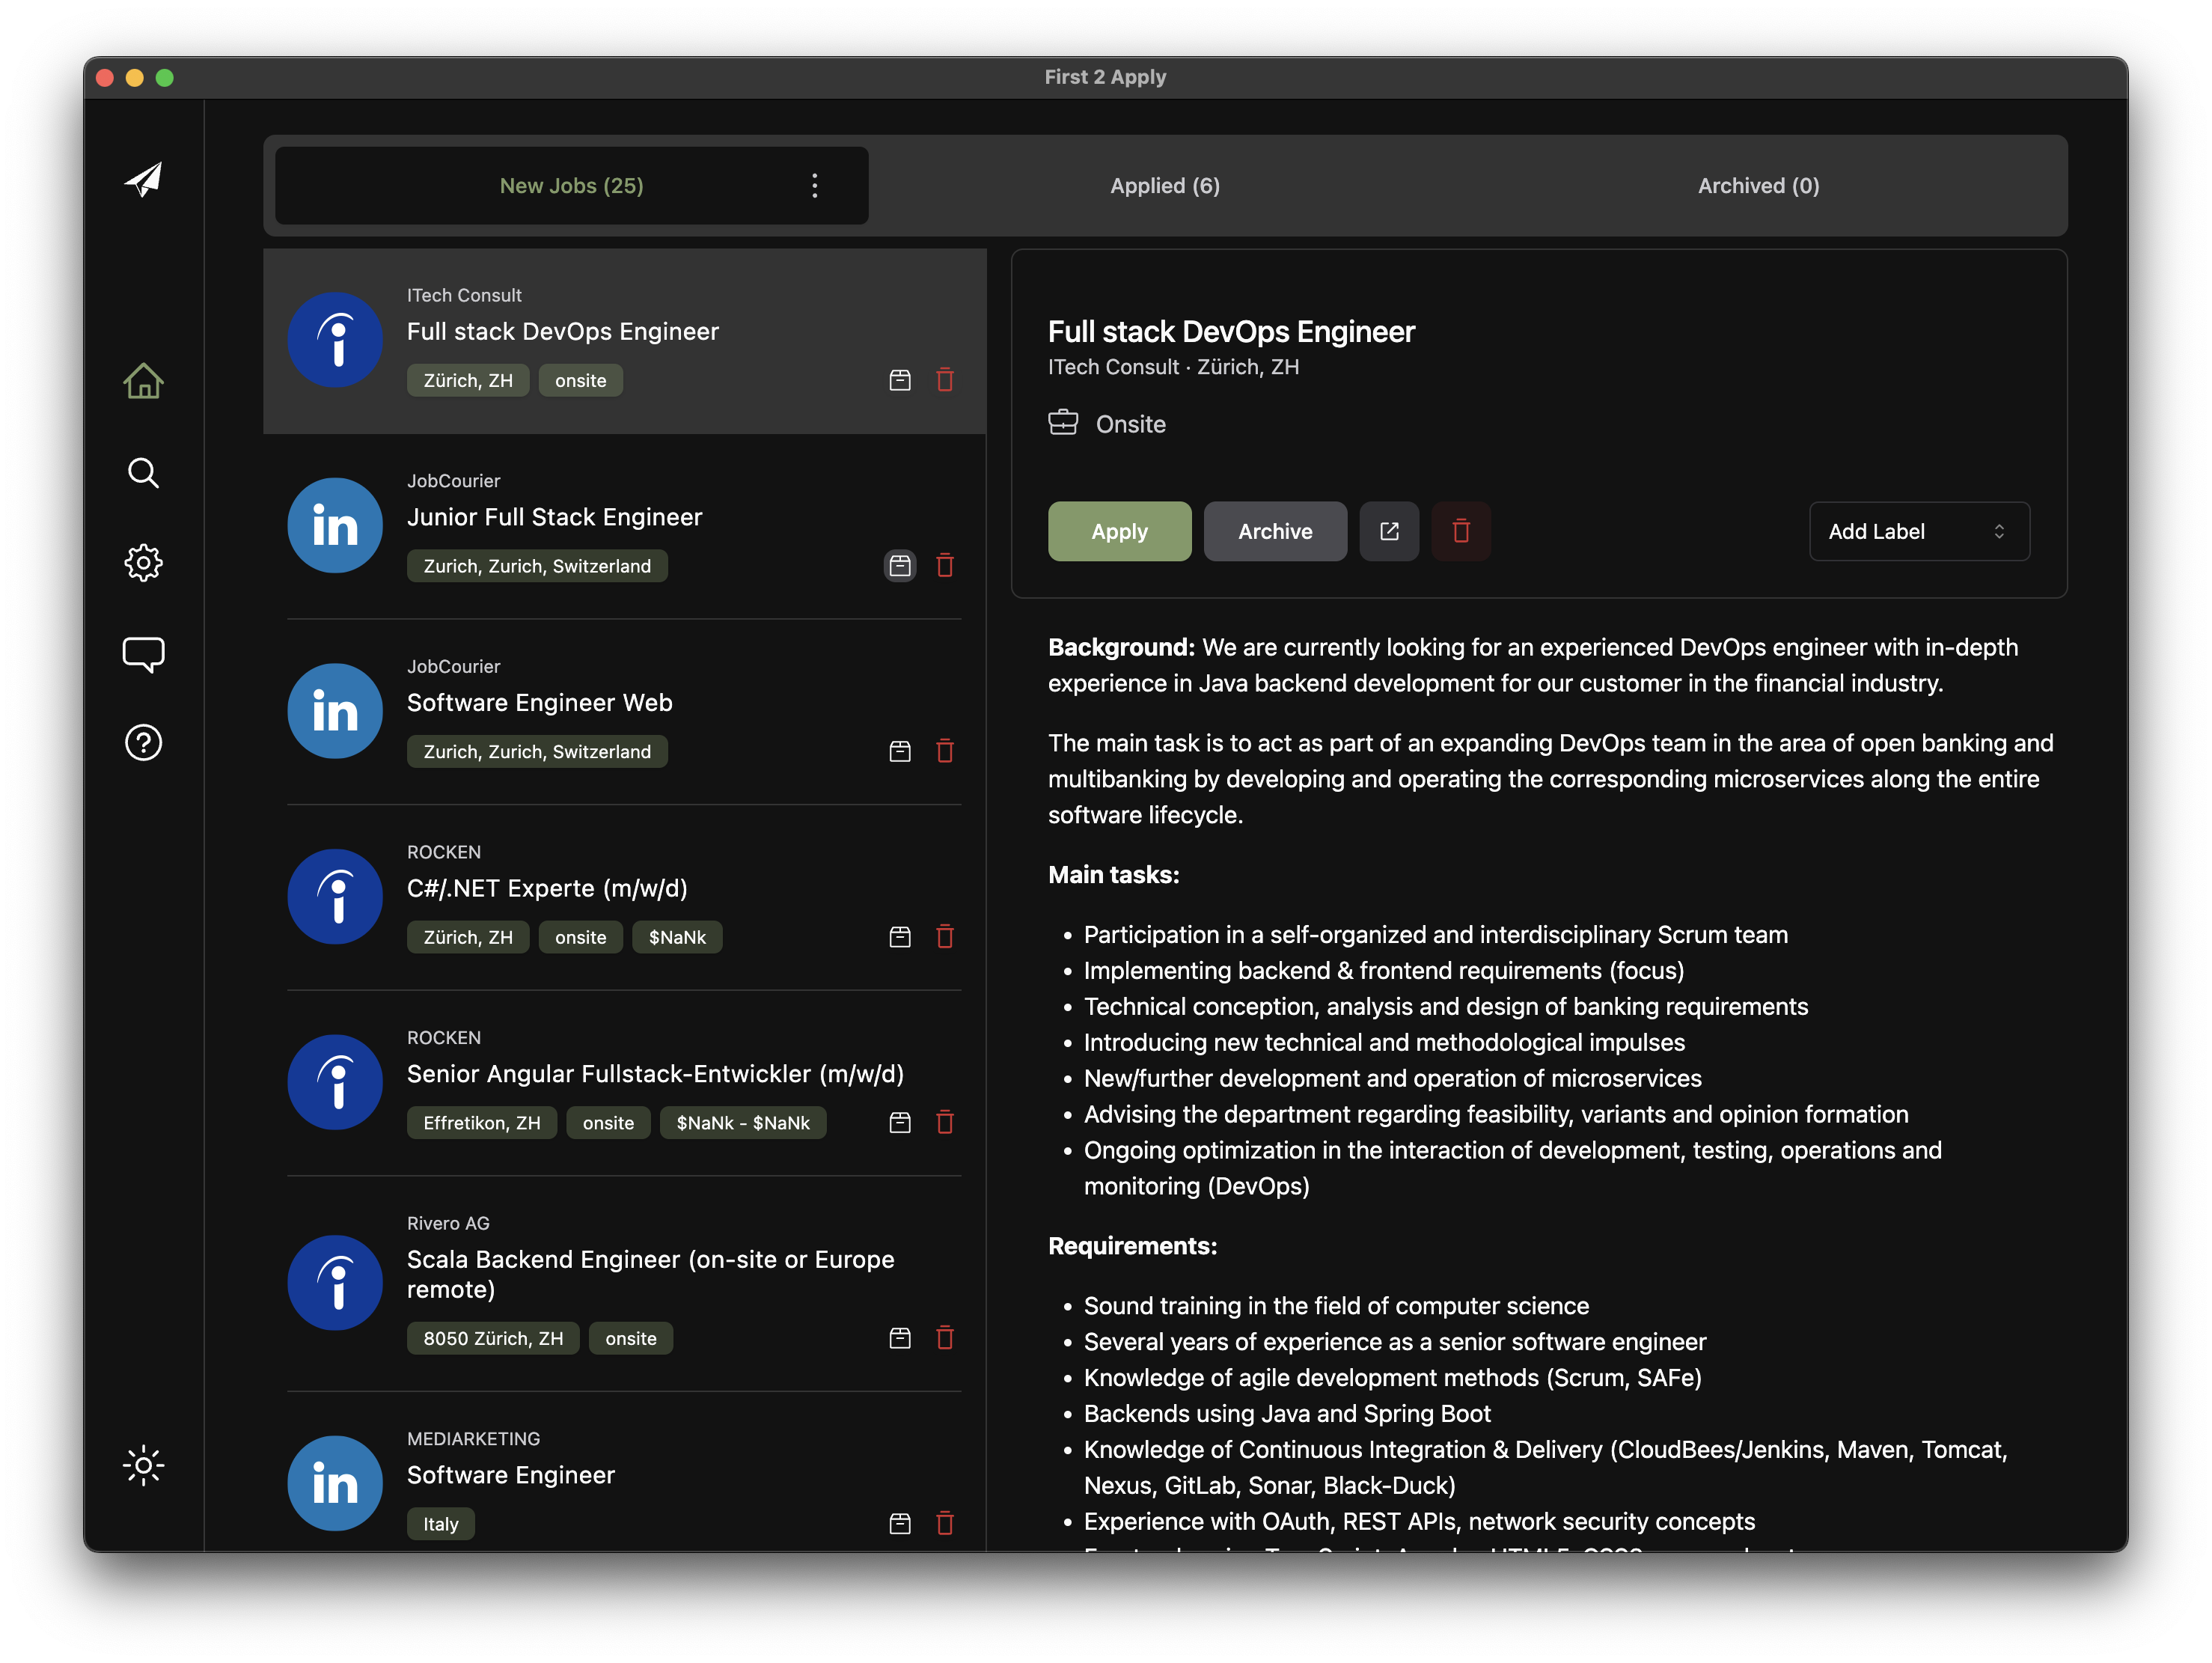 First 2 Apply
New Jobs (25)
Applied (6)
Archived (0)
ITech Consult
Full stack DevOps Engineer
Zürich, ZH
onsite
in
JobCourier
Junior Full Stack Engineer
Zurich, Zurich, Switzerland
in
JobCourier
Software Engineer Web
Zurich, Zurich, Switzerland
ROCKEN
C#/.NET Experte (m/w/d)
Zürich, ZH
onsite
$NaNk
ROCKEN
Senior Angular Fullstack-Entwickler (m/w/d)
Effretikon, ZH
onsite
$NaNk - $NaNk
Rivero AG
Scala Backend Engineer (on-site or Europe
remote)
8050 Zürich, ZH
onsite
in
MEDIARKETING
Software Engineer
Italy
Full stack DevOps Engineer
ITech Consult · Zürich, ZH
Onsite
Apply
Archive
Add Label
Background: We are currently looking for an experienced DevOps engineer with in-depth
experience in Java backend development for our customer in the financial industry.
The main task is to act as part of an expanding DevOps team in the area of open banking and
multibanking by developing and operating the corresponding microservices along the entire
software lifecycle.
Main tasks:
• Participation in a self-organized and interdisciplinary Scrum team
• Implementing backend & frontend requirements (focus)
• Technical conception, analysis and design of banking requirements
• Introducing new technical and methodological impulses
• New/further development and operation of microservices
• Advising the department regarding feasibility, variants and opinion formation
• Ongoing optimization in the interaction of development, testing, operations and
monitoring (DevOps)
Requirements:
• Sound training in the field of computer science
• Several years of experience as a senior software engineer
• Knowledge of agile development methods (Scrum, SAFe)
• Backends using Java and Spring Boot
• Knowledge of Continuous Integration & Delivery (CloudBees/Jenkins, Maven, Tomcat,
Nexus, GitLab, Sonar, Black-Duck)
• Experience with OAuth, REST APIs, network security concepts